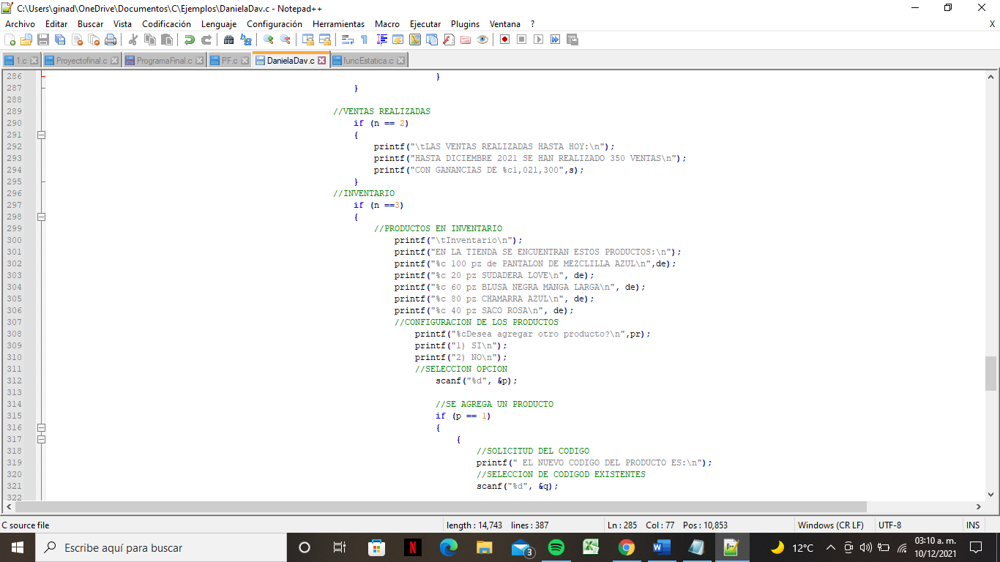 C:\Users\ginad\OneDrive\Documentos\C\Ejemplos\DanielaDav.c - Notepad++
Archivo Editar Buscar Vista Codificación Lenguaje Configuración Herramientas Macro Ejecutar Plugins Ventana ? X
1.c Proyectofinal.c ProgramaFinal.c PF.c DanielaDav.c funcEstatica.c
286 }
287 }
288
289 //VENTAS REALIZADAS
290 if (n == 2)
291 {
292 printf("\tLAS VENTAS REALIZADAS HASTA HOY:\n");
293 printf("HASTA DICIEMBRE 2021 SE HAN REALIZADO 350 VENTAS\n");
294 printf("CON GANANCIAS DE %c1,021,300",s);
295 }
296 //INVENTARIO
297 if (n ==3)
298 {
299 //PRODUCTOS EN INVENTARIO
300 printf("\tInventario\n");
301 printf("EN LA TIENDA SE ENCUENTRAN ESTOS PRODUCTOS:\n");
302 printf("%c 100 pz de PANTALON DE MEZCLILLA AZUL\n",de);
303 printf("%c 20 pz SUDADERA LOVE\n", de);
304 printf("%c 60 pz BLUSA NEGRA MANGA LARGA\n", de);
305 printf("%c 80 pz CHAMARRA AZUL\n", de);
306 printf("%c 40 pz SACO ROSA\n", de);
307 //CONFIGURACION DE LOS PRODUCTOS
308 printf("%cDesea agregar otro producto?\n",pr);
309 printf("1) SI\n");
310 printf("2) NO\n");
311 //SELECCION OPCION
312 scanf("%d", &p);
313
314 //SE AGREGA UN PRODUCTO
315 if (p == 1)
316 {
317 {
318 //SOLICITUD DEL CODIGO
319 printf(" EL NUEVO CODIGO DEL PRODUCTO ES:\n");
320 //SELECCION DE CODIGOD EXISTENTES
321 scanf("%d", &q);
322
C source file length : 14,743 lines : 387 Ln : 285 Col : 77 Pos : 10,853 Windows (CR LF) UTF-8 INS
Escribe aquí para buscar N 3 12°C 03:10 a. m.
10/12/2021